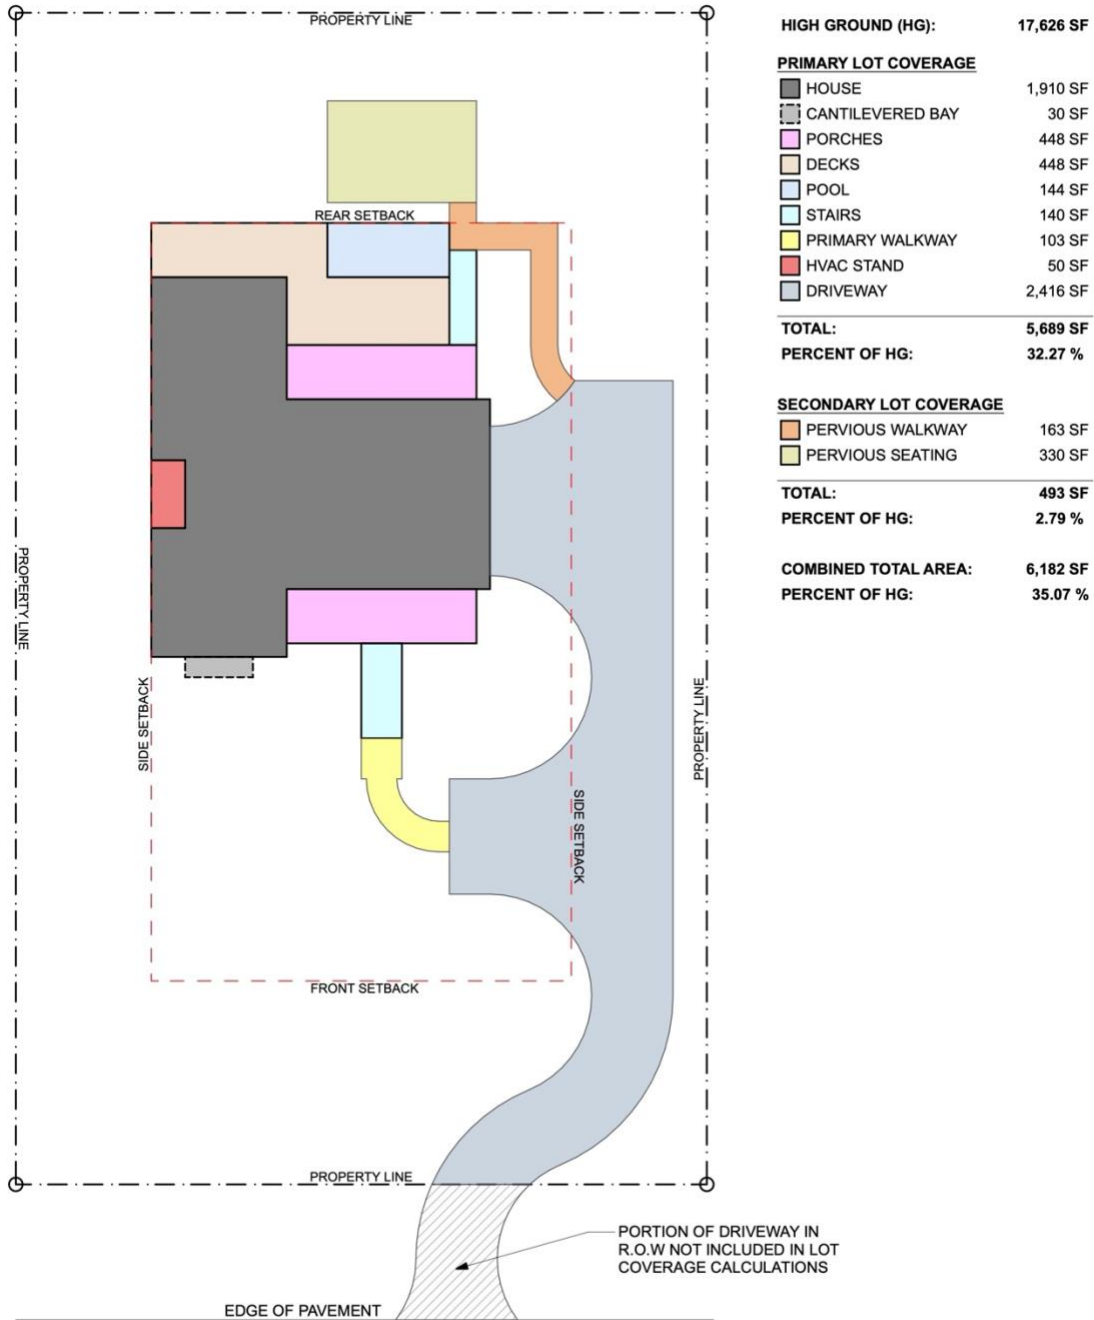 PROPERTY LINE
REAR SETBACK
PROPERTY LINE
SIDE SETBACK
SIDE SETBACK
PROPERTY LINE
FRONT SETBACK
PROPERTY LINE
PORTION OF DRIVEWAY IN
R.O.W NOT INCLUDED IN LOT
COVERAGE CALCULATIONS
EDGE OF PAVEMENT
HIGH GROUND (HG): 17,626 SF
PRIMARY LOT COVERAGE
HOUSE 1,910 SF
CANTILEVERED BAY 30 SF
PORCHES 448 SF
DECKS 448 SF
POOL 144 SF
STAIRS 140 SF
PRIMARY WALKWAY 103 SF
HVAC STAND 50 SF
DRIVEWAY 2,416 SF
TOTAL: 5,689 SF
PERCENT OF HG: 32.27 %
SECONDARY LOT COVERAGE
PERVIOUS WALKWAY 163 SF
PERVIOUS SEATING 330 SF
TOTAL: 493 SF
PERCENT OF HG: 2.79 %
COMBINED TOTAL AREA: 6,182 SF
PERCENT OF HG: 35.07 %